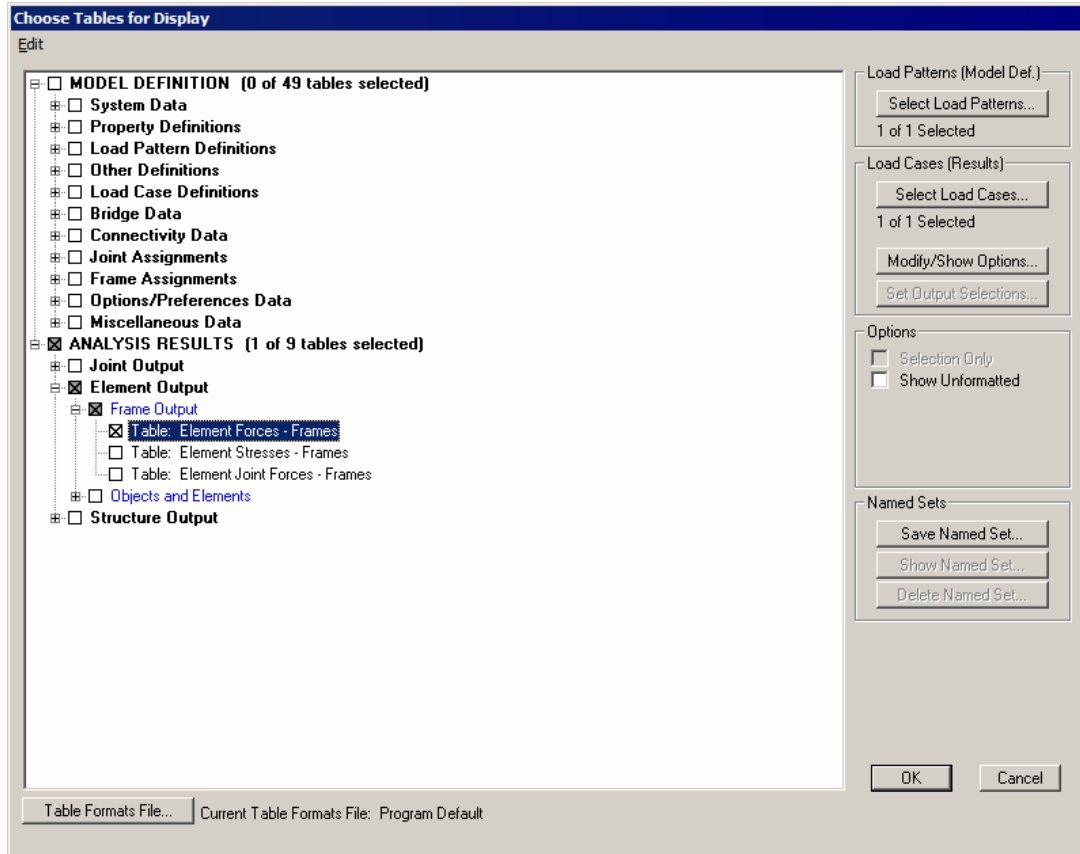 Choose Tables for Display
Edit
MODEL DEFINITION (0 of 49 tables selected)
System Data
Property Definitions
Load Pattern Definitions
Other Definitions
Load Case Definitions
Bridge Data
Connectivity Data
Joint Assignments
Frame Assignments
Options/Preferences Data
Miscellaneous Data
ANALYSIS RESULTS (1 of 9 tables selected)
Joint Output
Element Output
Frame Output
Table: Element Forces - Frames
Table: Element Stresses - Frames
Table: Element Joint Forces - Frames
Objects and Elements
Structure Output
Load Patterns (Model Def.)
Select Load Patterns...
1 of 1 Selected
Load Cases (Results)
Select Load Cases...
1 of 1 Selected
Modify/Show Options...
Set Output Selections...
Options
Selection Only
Show Unformatted
Named Sets
Save Named Set...
Show Named Set...
Delete Named Set...
OK Cancel
Table Formats File... Current Table Formats File: Program Default